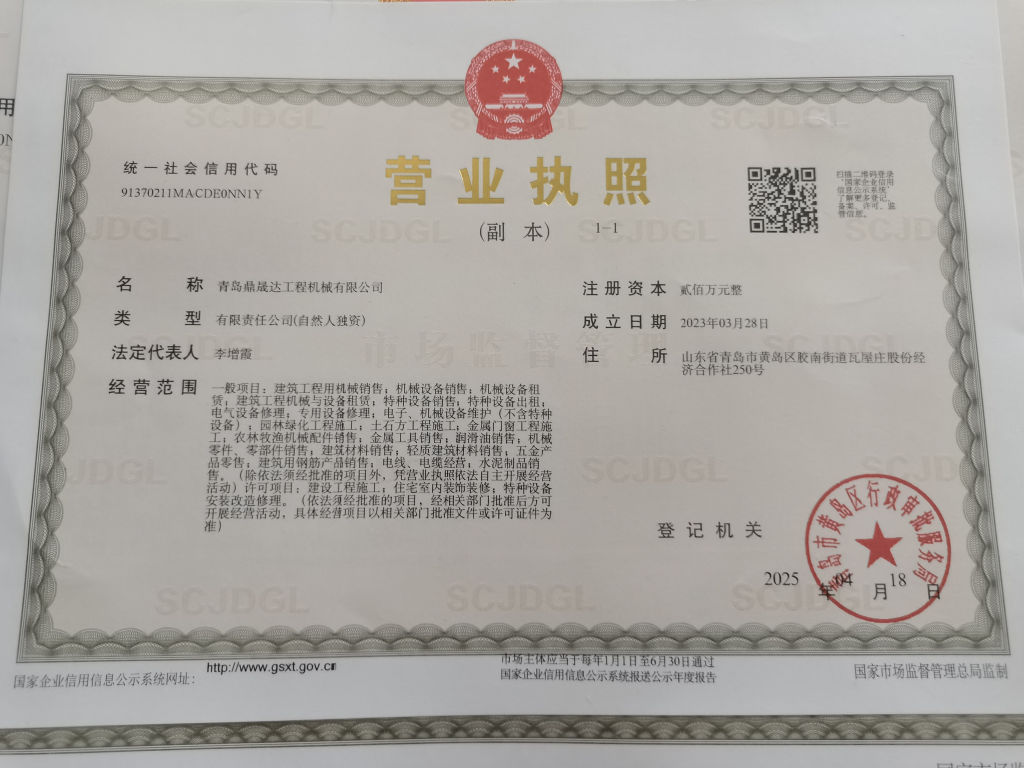 营业执照
(副 本) 1-1
统一社会信用代码
91370211MACDE0NN1Y
扫描二维码登录
"国家企业信用
信息公示系统"
了解更多登记、
备案、许可、监
管信息。
名 称 青岛鼎晟达工程机械有限公司
类 型 有限责任公司(自然人独资)
法定代表人 李增霞
经营范围 一般项目：建筑工程用机械销售；机械设备销售；机械设备租
赁；建筑工程机械与设备租赁；特种设备销售；特种设备出租；
电气设备修理；专用设备修理；电子、机械设备维护（不含特种
设备）；园林绿化工程施工；土石方工程施工；金属门窗工程施
工；农林牧渔机械配件销售；金属工具销售；润滑油销售；机械
零件、零部件销售；建筑材料销售；轻质建筑材料销售；五金产
品零售；建筑用钢筋产品销售；电线、电缆经营；水泥制品销
售。（除依法须经批准的项目外，凭营业执照依法自主开展经营
活动）许可项目：建设工程施工；住宅室内装饰装修；特种设备
安装改造修理。（依法须经批准的项目，经相关部门批准后方可
开展经营活动，具体经营项目以相关部门批准文件或许可证件为
准）
注册资本 贰佰万元整
成立日期 2023年03月28日
住 所 山东省青岛市黄岛区胶南街道瓦屋庄股份经
济合作社250号
登记机关
青岛市黄岛区行政审批服务局
2025 年 04 月 18 日
国家企业信用信息公示系统网址： http://www.gsxt.gov.cn
市场主体应当于每年1月1日至6月30日通过
国家企业信用信息公示系统报送公示年度报告
国家市场监督管理总局监制
SCJDGL
市场监督管理